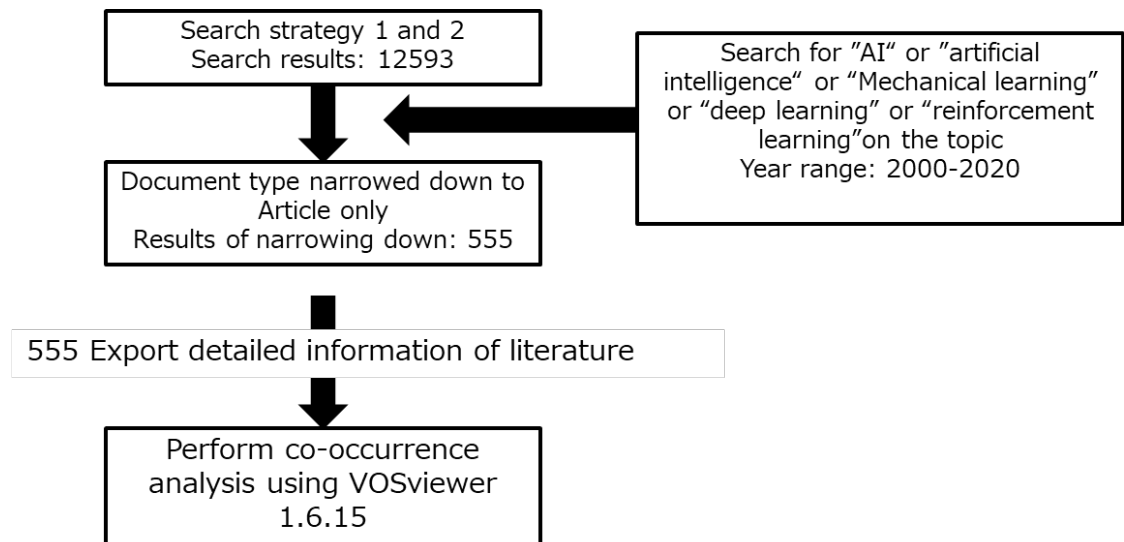 Search strategy 1 and 2
Search results: 12593
Search for ”AI“ or ”artificial
intelligence“ or “Mechanical learning”
or “deep learning” or “reinforcement
learning”on the topic
Year range: 2000-2020
Document type narrowed down to
Article only
Results of narrowing down: 555
555 Export detailed information of literature
Perform co-occurrence
analysis using VOSviewer
1.6.15